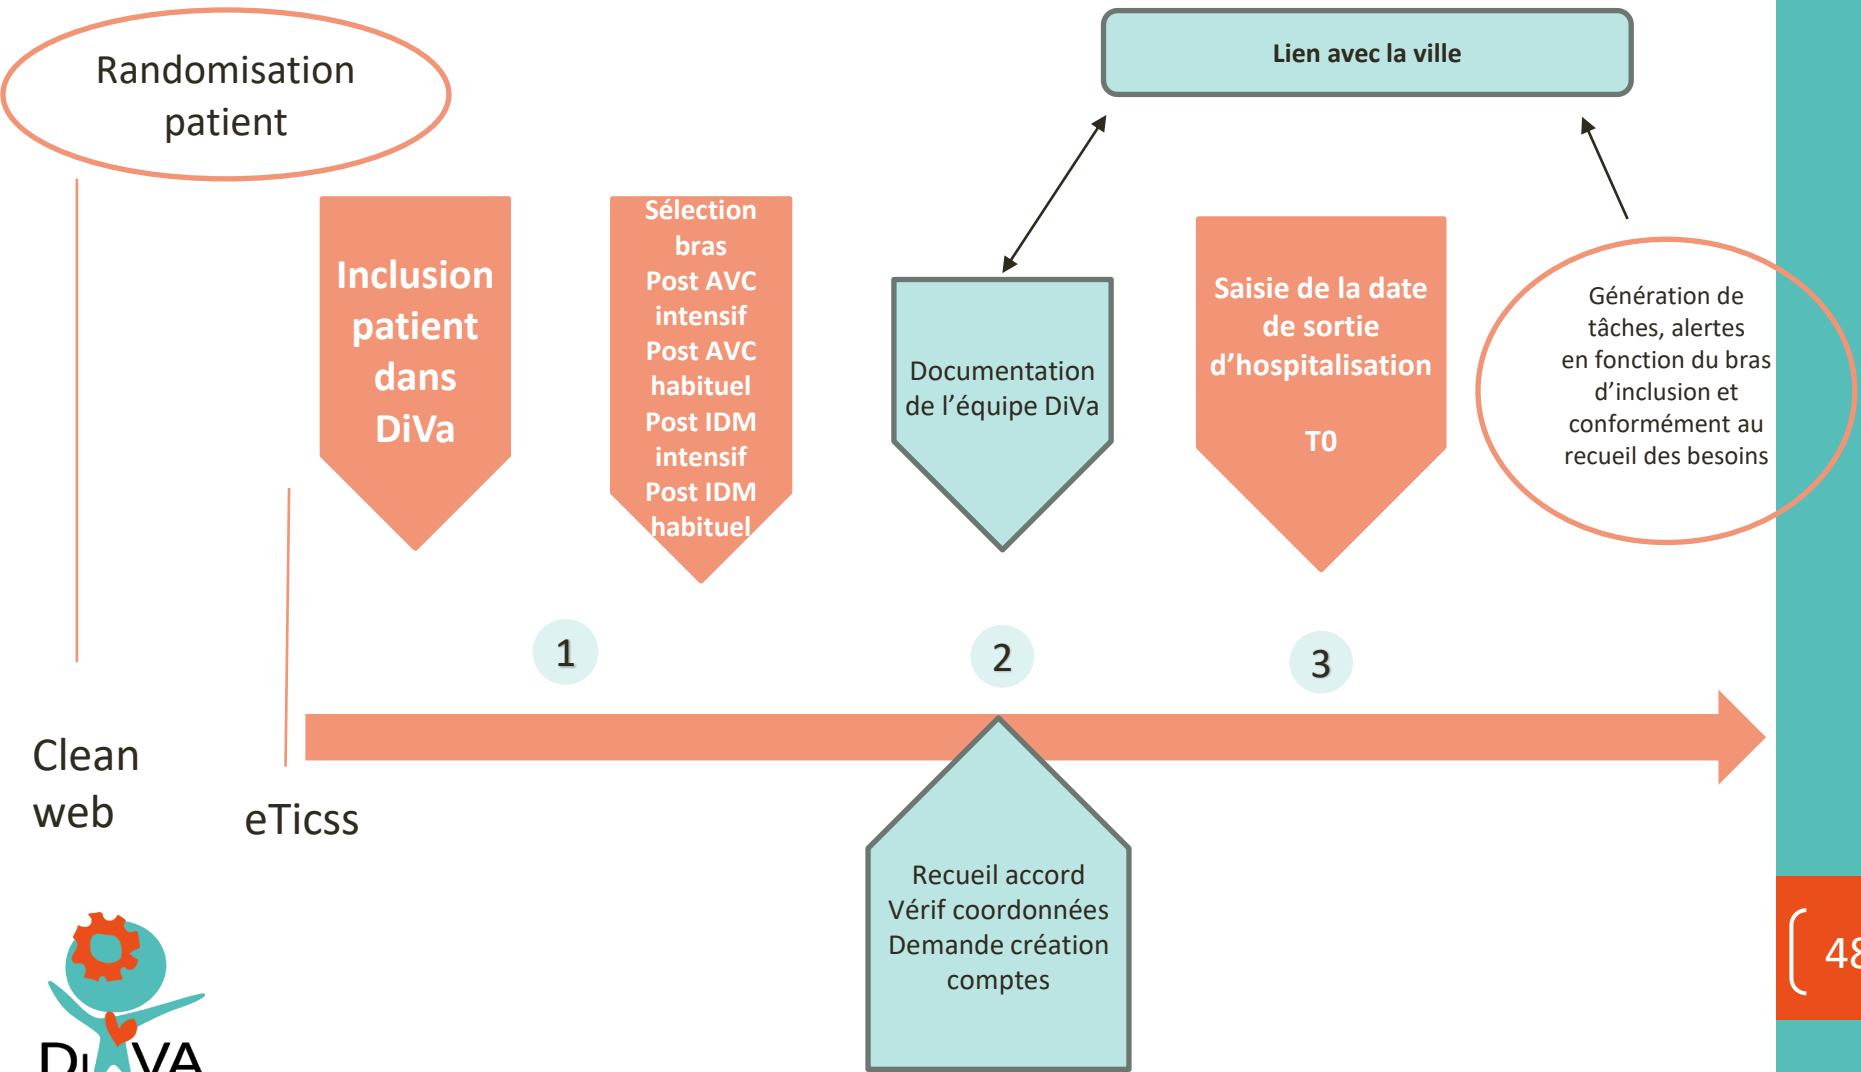 Randomisation
patient
Lien avec la ville
Inclusion
patient
dans
DiVa
Sélection
bras
Post AVC
intensif
Post AVC
habituel
Post IDM
intensif
Post IDM
habituel
Documentation
de l’équipe DiVa
Saisie de la date
de sortie
d’hospitalisation
T0
Génération de
tâches, alertes
en fonction du bras
d’inclusion et
conformément au
recueil des besoins
1
2
3
Clean
web
eTicss
Recueil accord
Vérif coordonnées
Demande création
comptes
48
DiVA